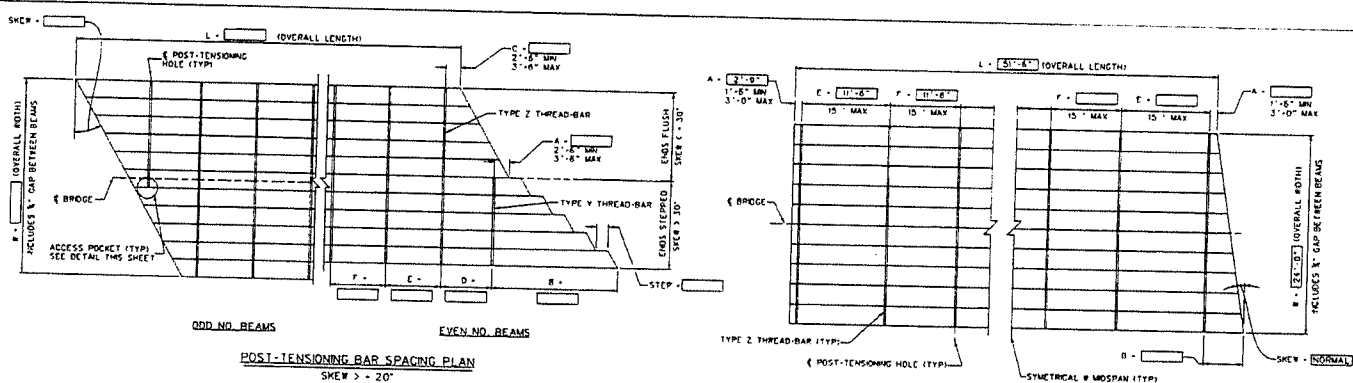 SKEW =
L = (OVERALL LENGTH)
℄ POST-TENSIONING
HOLE (TYP)
C =
2'-6" MIN
3'-6" MAX
TYPE Z THREAD-BAR
A =
2'-6" MIN
3'-6" MAX
W = (OVERALL WIDTH)
INCLUDES ¼" GAP BETWEEN BEAMS
℄ BRIDGE
TYPE Y THREAD-BAR
ENDS FLUSH
SKEW < = 30°
ENDS STEPPED
SKEW > 30°
ACCESS POCKET (TYP)
SEE DETAIL THIS SHEET
F =
E =
D =
B =
STEP =
ODD NO. BEAMS
EVEN NO. BEAMS
POST-TENSIONING BAR SPACING PLAN
SKEW > = 20°
L = 51'-6" (OVERALL LENGTH)
A = 2'-9"
1'-6" MIN
3'-0" MAX
E = 11'-6"
15' MAX
F = 11'-6"
15' MAX
F =
15' MAX
E =
15' MAX
A =
1'-6" MIN
3'-0" MAX
℄ BRIDGE
W = 24'-0" (OVERALL WIDTH)
INCLUDES ¼" GAP BETWEEN BEAMS
TYPE Z THREAD-BAR (TYP)
℄ POST-TENSIONING HOLE (TYP)
B =
SKEW = NORMAL
SYMETRICAL @ MIDSPAN (TYP)